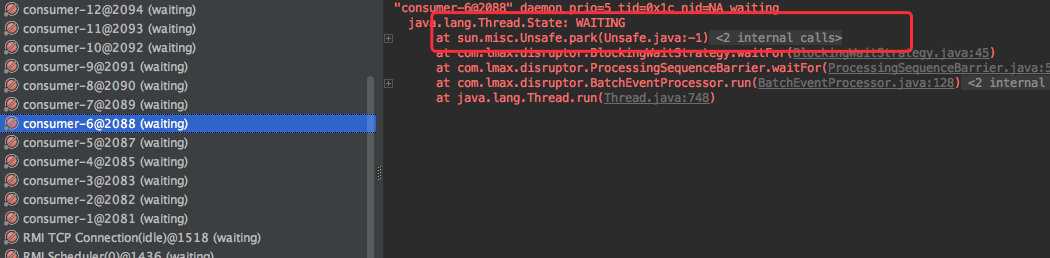 consumer-12@2094 (waiting)
consumer-11@2093 (waiting)
consumer-10@2092 (waiting)
consumer-9@2091 (waiting)
consumer-8@2090 (waiting)
consumer-7@2089 (waiting)
consumer-6@2088 (waiting)
consumer-5@2087 (waiting)
consumer-4@2085 (waiting)
consumer-3@2083 (waiting)
consumer-2@2082 (waiting)
consumer-1@2081 (waiting)
RMI TCP Connection(idle)@1518 (waiting)
RMI Scheduler(0)@1436 (waiting)
"consumer-6@2088" daemon prio=5 tid=0x1c nid=NA waiting
java.lang.Thread.State: WAITING
at sun.misc.Unsafe.park(Unsafe.java:-1) <2 internal calls>
at com.lmax.disruptor.BlockingWaitStrategy.waitFor(BlockingWaitStrategy.java:45)
at com.lmax.disruptor.ProcessingSequenceBarrier.waitFor(ProcessingSequenceBarrier.java:5
at com.lmax.disruptor.BatchEventProcessor.run(BatchEventProcessor.java:128) <2 internal
at java.lang.Thread.run(Thread.java:748)